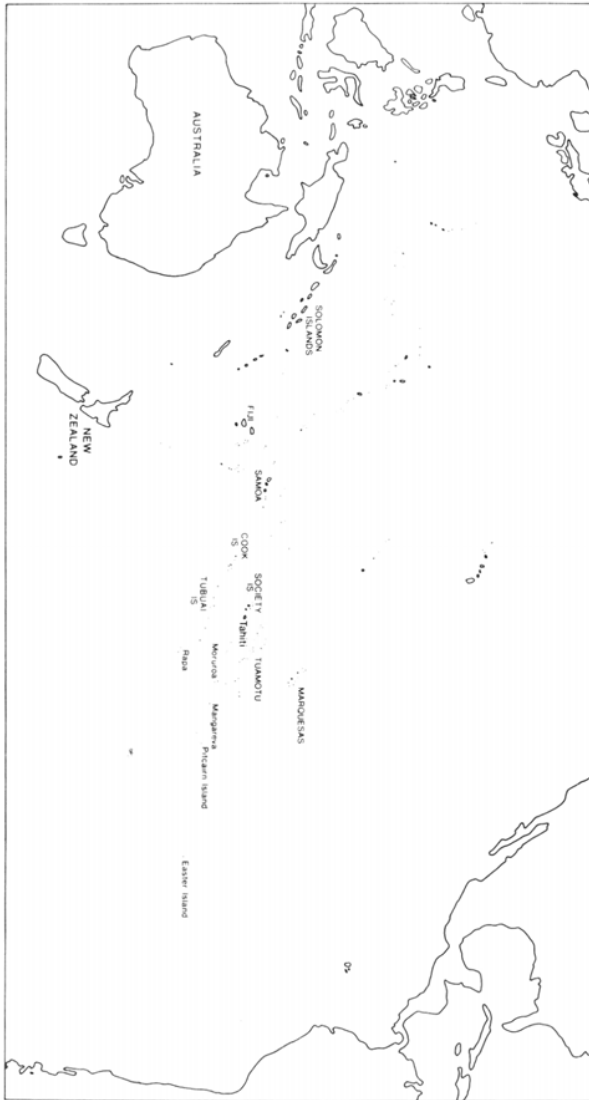 AUSTRALIA
SOLOMON
ISLANDS
NEW
ZEALAND
FIJI
SAMOA
COOK
IS
SOCIETY
IS
Tahiti
TUBUAI
IS
TUAMOTU
MARQUESAS
Moruroa
Rapa
Mangareva
Pitcairn Island
Easter Island